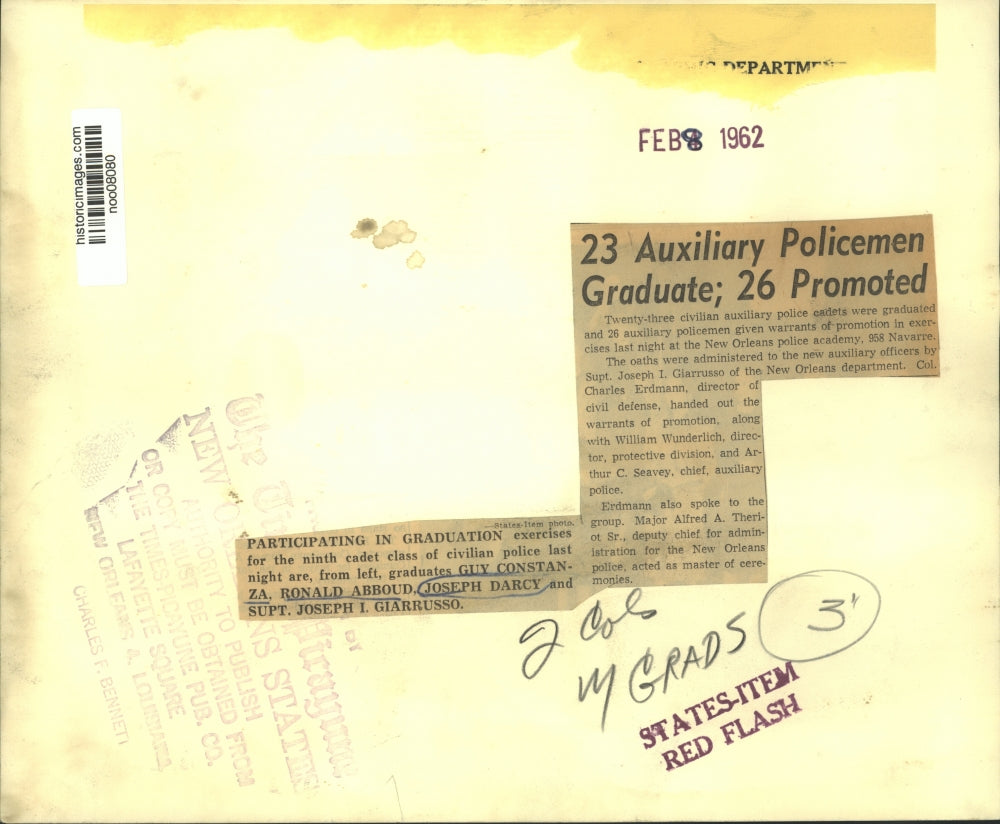 DEPARTMENT
FEB 8 1962
historicimages.com
noo08080
23 Auxiliary Policemen
Graduate; 26 Promoted
Twenty-three civilian auxiliary police cadets were graduated
and 26 auxiliary policemen given warrants of promotion in exer-
cises last night at the New Orleans police academy, 958 Navarre.
The oaths were administered to the new auxiliary officers by
Supt. Joseph I. Giarrusso of the New Orleans department. Col.
Charles Erdmann, director of
civil defense, handed out the
warrants of promotion, along
with William Wunderlich, direc-
tor, protective division, and Ar-
thur C. Seavey, chief, auxiliary
police.
Erdmann also spoke to the
group. Major Alfred A. Theri-
ot Sr., deputy chief for admin-
istration for the New Orleans
police, acted as master of cere-
monies.
—States-Item photo.
PARTICIPATING IN GRADUATION exercises
for the ninth cadet class of civilian police last
night are, from left, graduates GUY CONSTAN-
ZA, RONALD ABBOUD, JOSEPH DARCY and
SUPT. JOSEPH I. GIARRUSSO.
2 Cols
W GRADS
3'
STATES-ITEM
RED FLASH
BY
The Times Picayune
NEW ORLEANS STATES
AUTHORITY TO PUBLISH
OR COPY MUST BE OBTAINED FROM
THE TIMES PICAYUNE PUB. CO.
LAFAYETTE SQUARE
NEW ORLEANS 4, LOUISIANA
CHARLES F. BENNETT